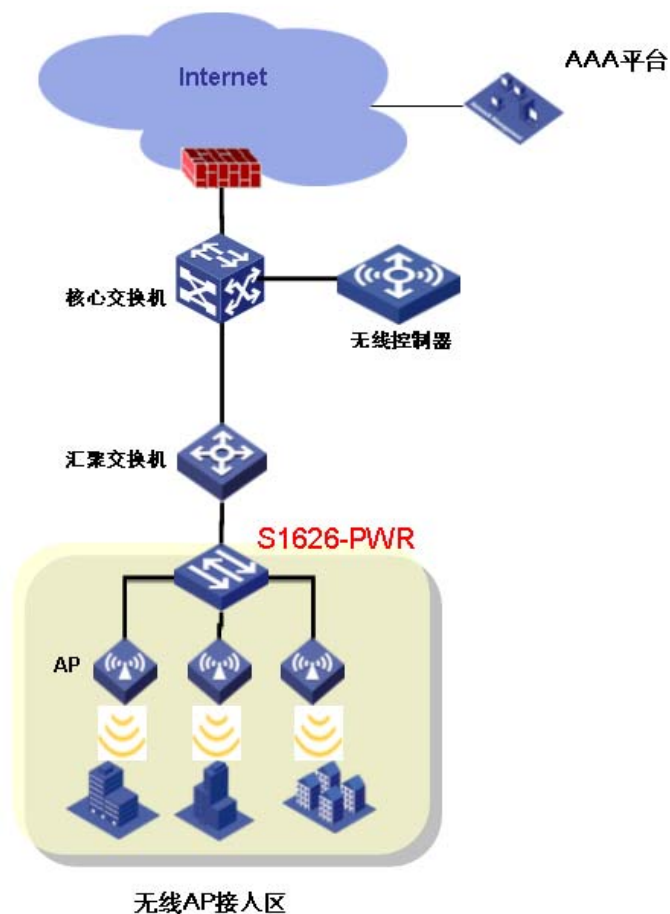 Internet
AAA平台
核心交换机
无线控制器
汇聚交换机
S1626-PWR
AP
无线AP接入区